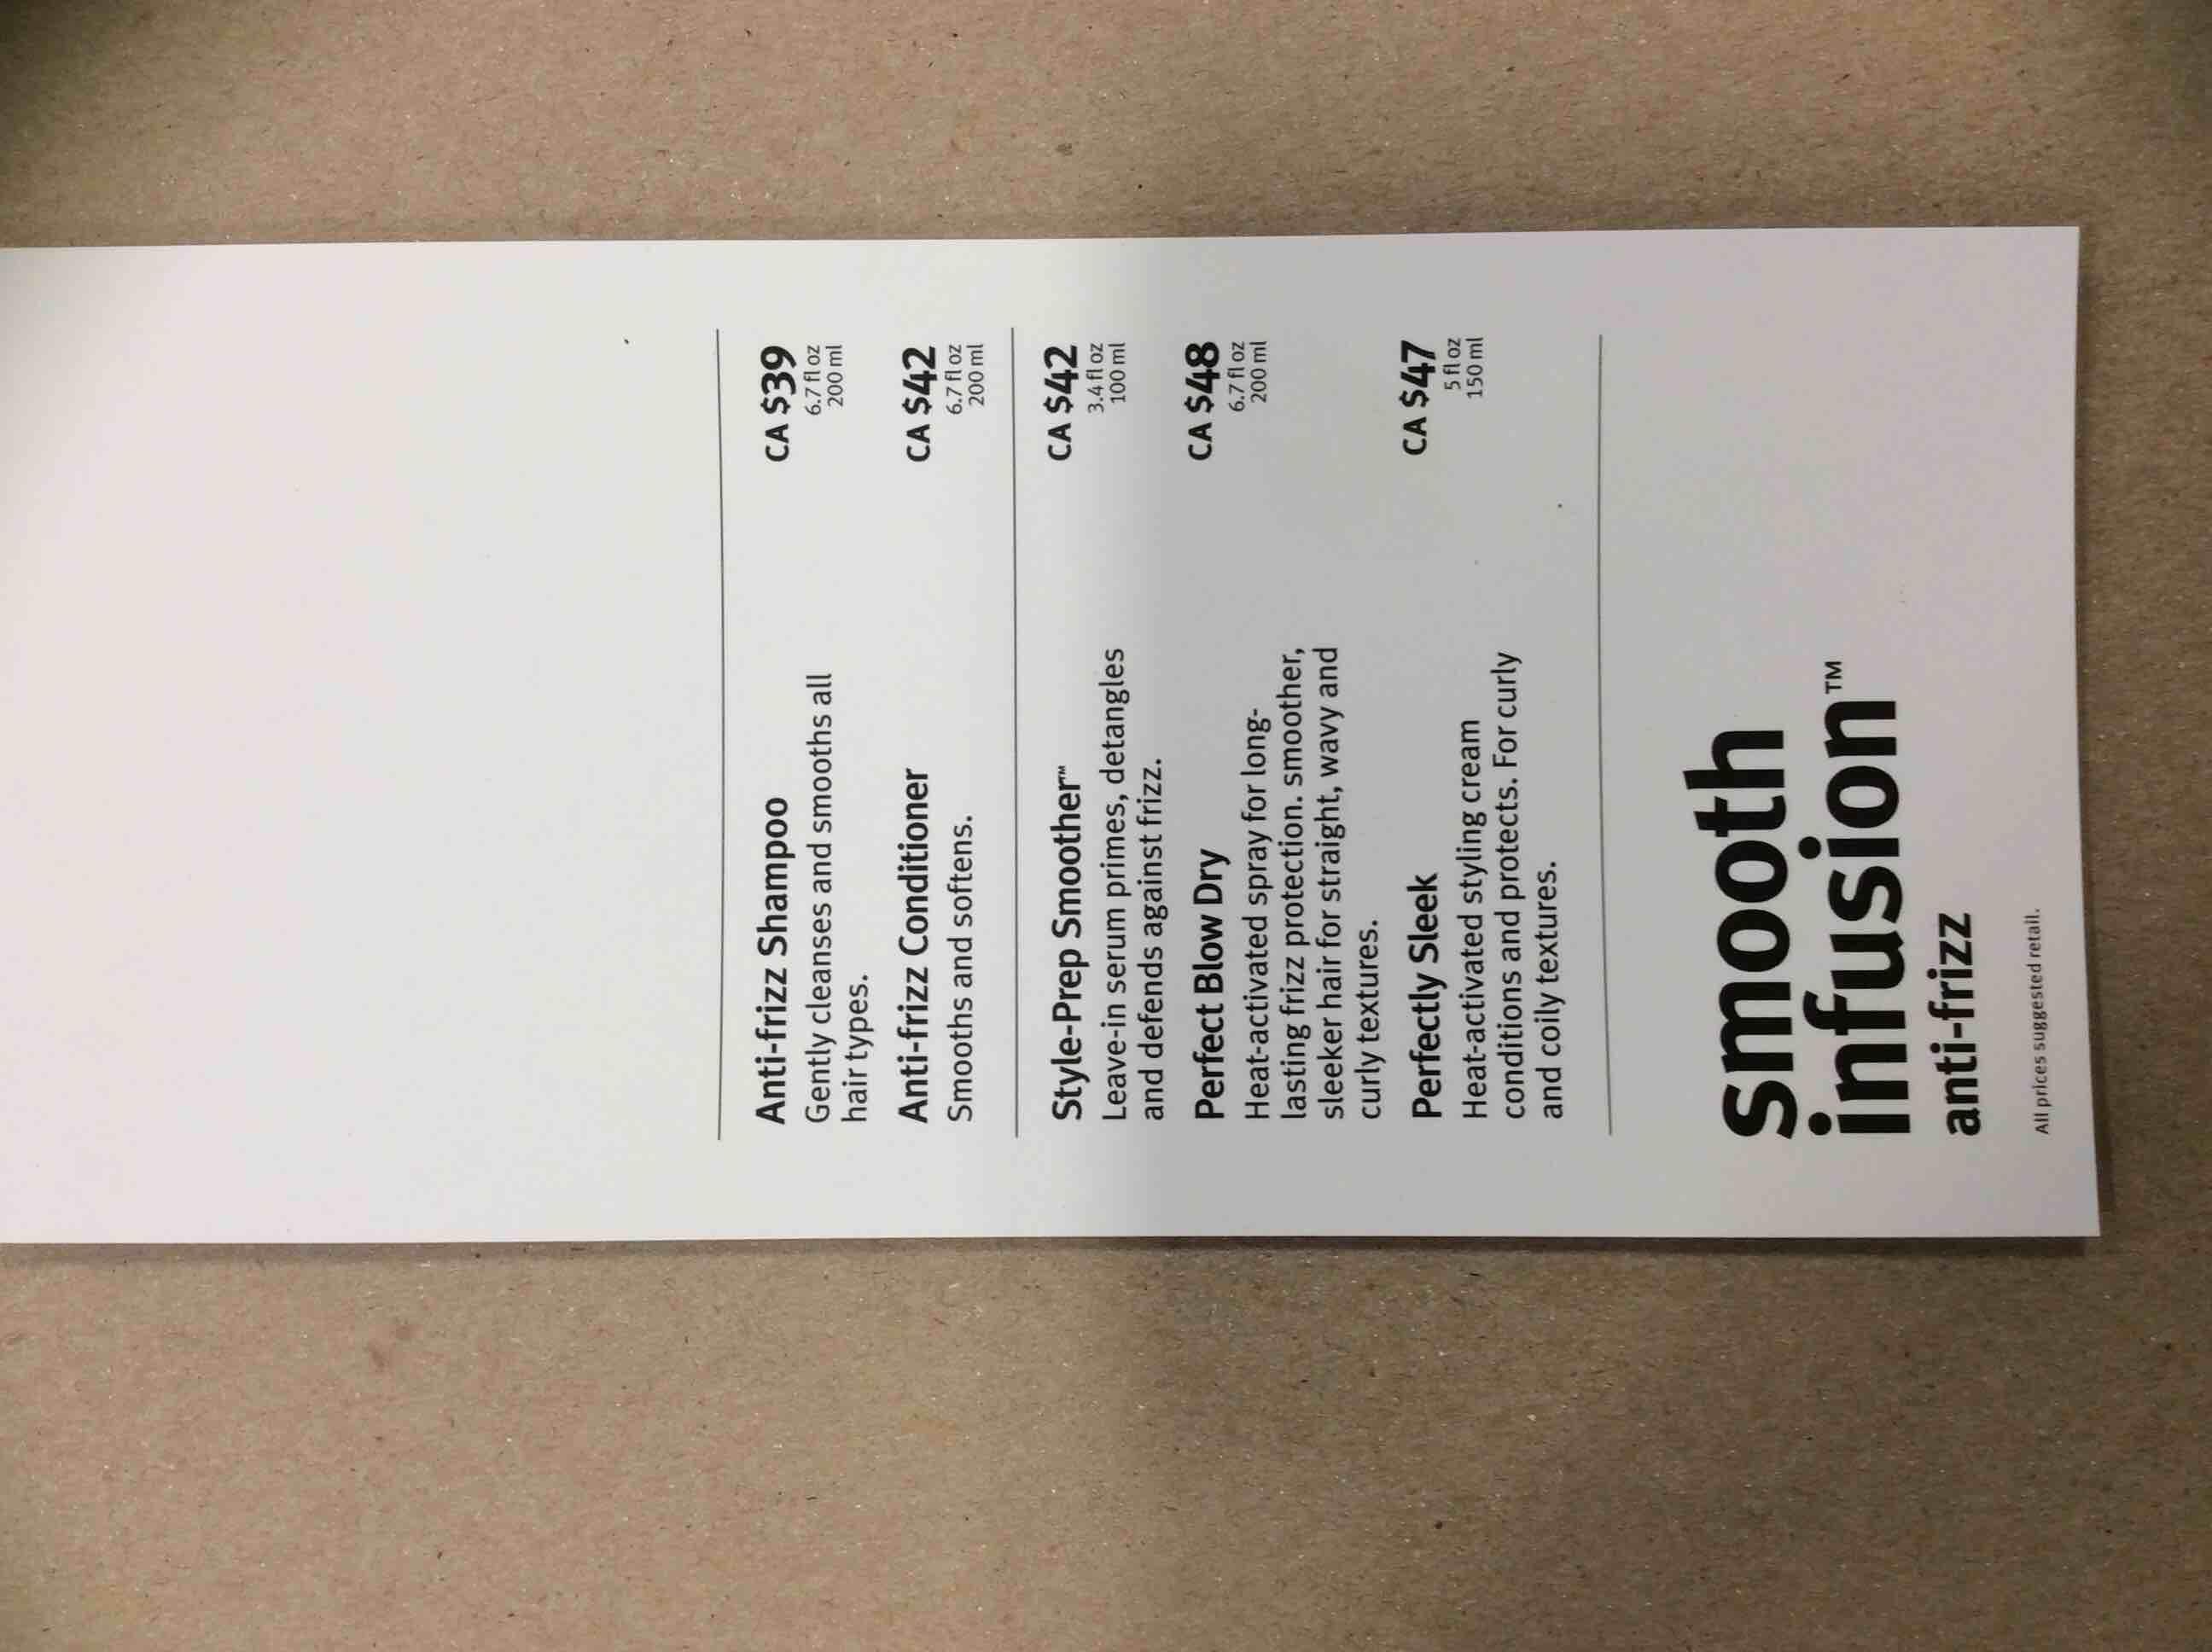 Anti-frizz Shampoo CA $39
Gently cleanses and smooths all 6.7 fl oz
hair types. 200 ml
Anti-frizz Conditioner CA $42
Smooths and softens. 6.7 fl oz
200 ml
Style-Prep Smoother™ CA $42
Leave-in serum primes, detangles 3.4 fl oz
and defends against frizz. 100 ml
Perfect Blow Dry CA $48
Heat-activated spray for long- 6.7 fl oz
lasting frizz protection. smoother, 200 ml
sleeker hair for straight, wavy and
curly textures.
Perfectly Sleek CA $47
Heat-activated styling cream 5 fl oz
conditions and protects. For curly 150 ml
and coily textures.
smooth
infusion™
anti-frizz
All prices suggested retail.